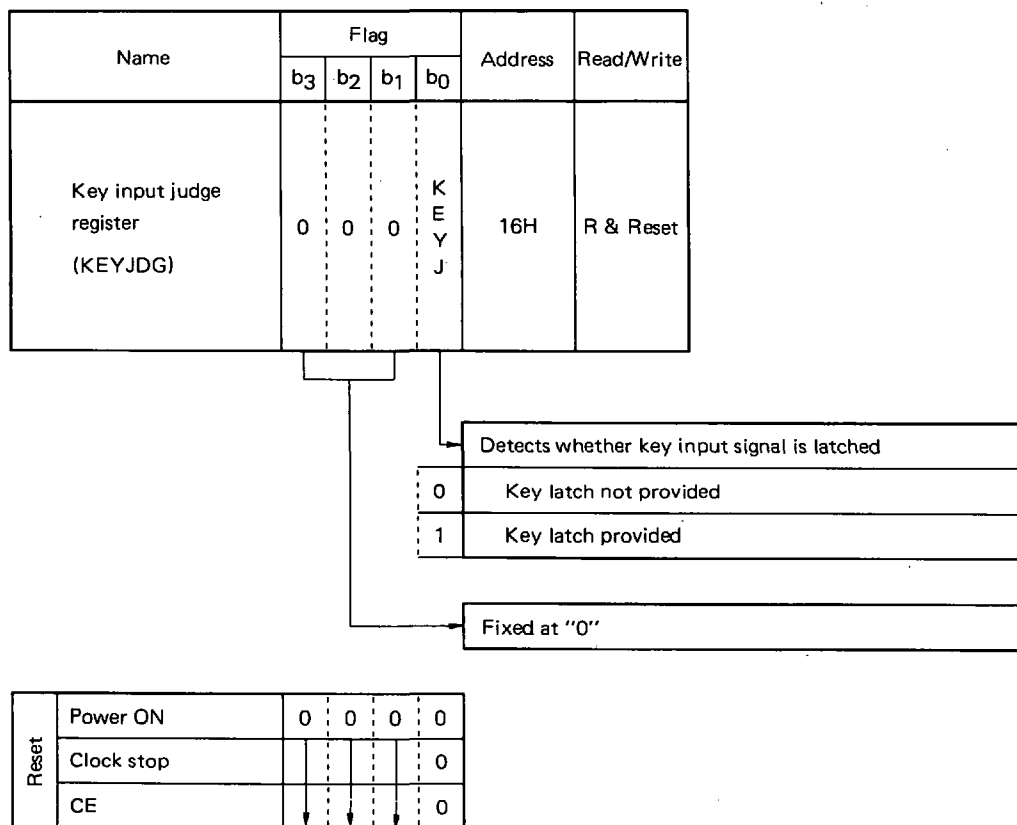 Name
Flag
Address
Read/Write
b3 b2 b1 b0
Key input judge
register
(KEYJDG)
0 0 0
K
E
Y
J
16H
R & Reset
Detects whether key input signal is latched
0 Key latch not provided
1 Key latch provided
Fixed at "0"
Reset
Power ON 0 0 0 0
Clock stop 0
CE 0